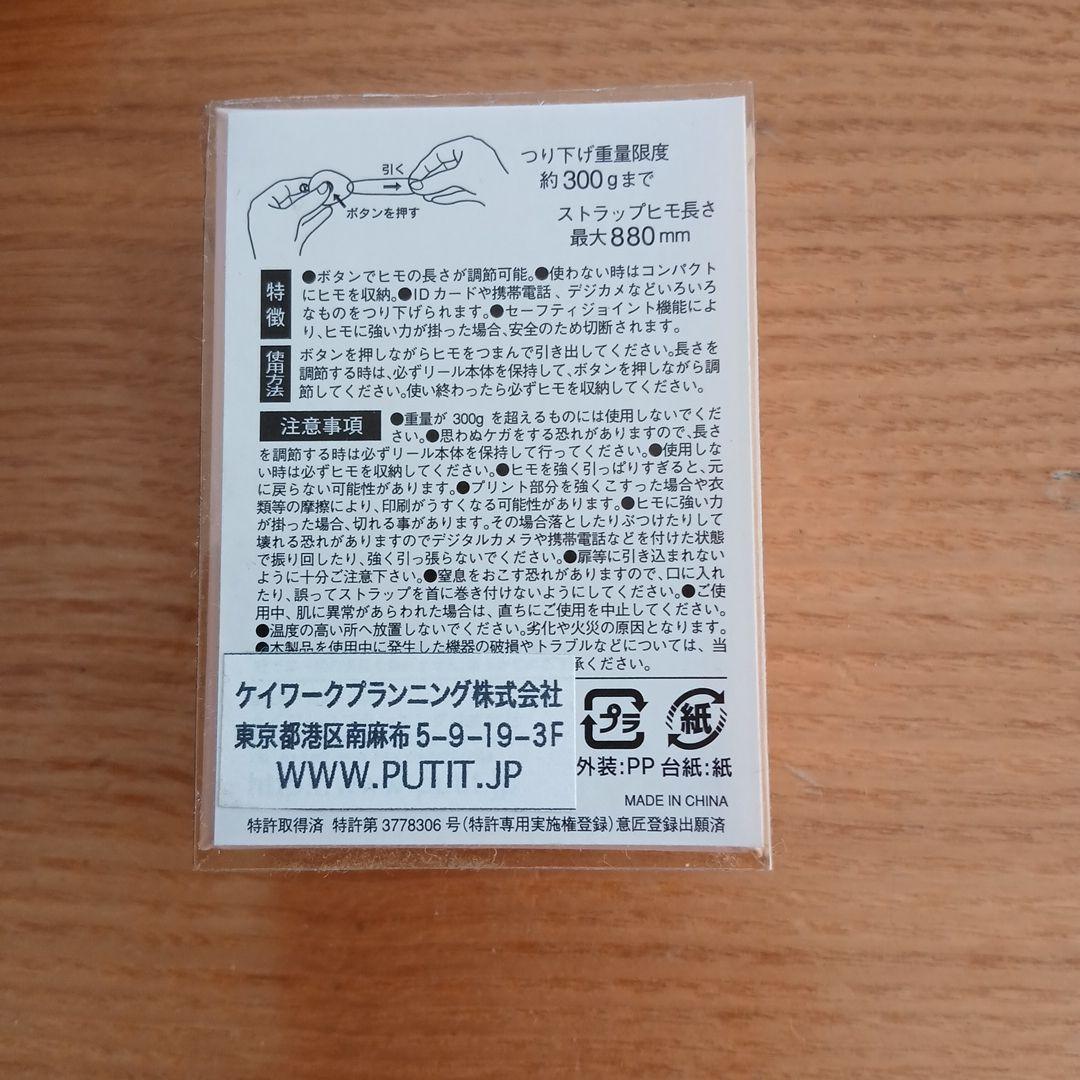 引く
ボタンを押す
つり下げ重量限度
約300gまで
ストラップヒモ長さ
最大880mm
特徴
●ボタンでヒモの長さが調節可能。●使わない時はコンパクト
にヒモを収納。●IDカードや携帯電話、デジカメなどいろいろ
なものをつり下げられます。●セーフティジョイント機能によ
り、ヒモに強い力が掛った場合、安全のため切断されます。
使用方法
ボタンを押しながらヒモをつまんで引き出してください。長さを
調節する時は、必ずリール本体を保持して、ボタンを押しながら調
節してください。使い終わったら必ずヒモを収納してください。
注意事項
●重量が300gを超えるものには使用しないでくだ
さい。●思わぬケガをする恐れがありますので、長さ
を調節する時は必ずリール本体を保持して行ってください。●使用しな
い時は必ずヒモを収納してください。●ヒモを強く引っぱりすぎると、元
に戻らない可能性があります。●プリント部分を強くこすった場合や衣
類等の摩擦により、印刷がうすくなる可能性があります。●ヒモに強い力
が掛った場合、切れる事があります。その場合落としたりぶつけたりして
壊れる恐れがありますのでデジタルカメラや携帯電話などを付けた状態
で振り回したり、強く引っ張らないでください。●扉等に引き込まれない
ように十分ご注意下さい。●窒息をおこす恐れがありますので、口に入れ
たり、誤ってストラップを首に巻き付けないようにしてください。●ご使
用中、肌に異常があらわれた場合は、直ちにご使用を中止してください。
●温度の高い所へ放置しないでください。劣化や火災の原因となります。
●本製品を使用中に発生した機器の破損やトラブルなどについては、当
承ください。
ケイワークプランニング株式会社
東京都港区南麻布5-9-19-3F
WWW.PUTIT.JP
プラ
紙
外装:PP 台紙:紙
MADE IN CHINA
特許取得済 特許第3778306号(特許専用実施権登録)意匠登録出願済